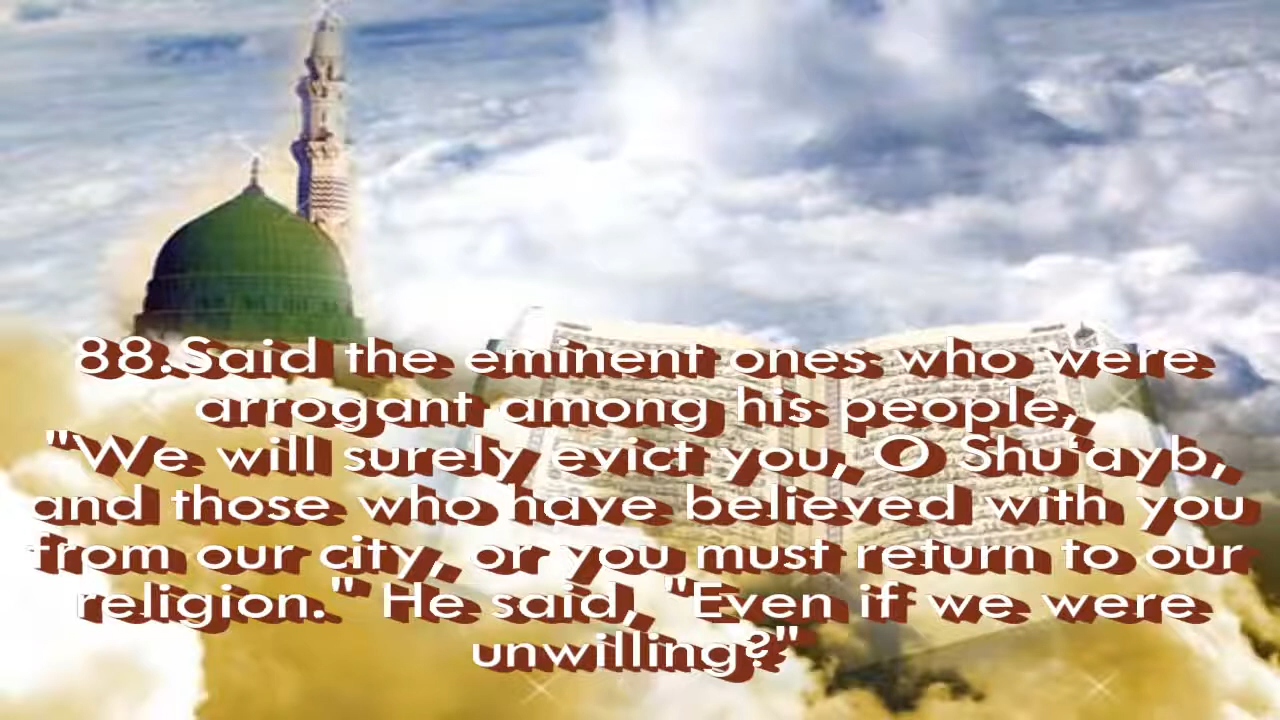 88.Said the eminent ones who were
arrogant among his people,
"We will surely evict you, O Shu'ayb,
and those who have believed with you
from our city, or you must return to our
religion." He said, "Even if we were
unwilling?"